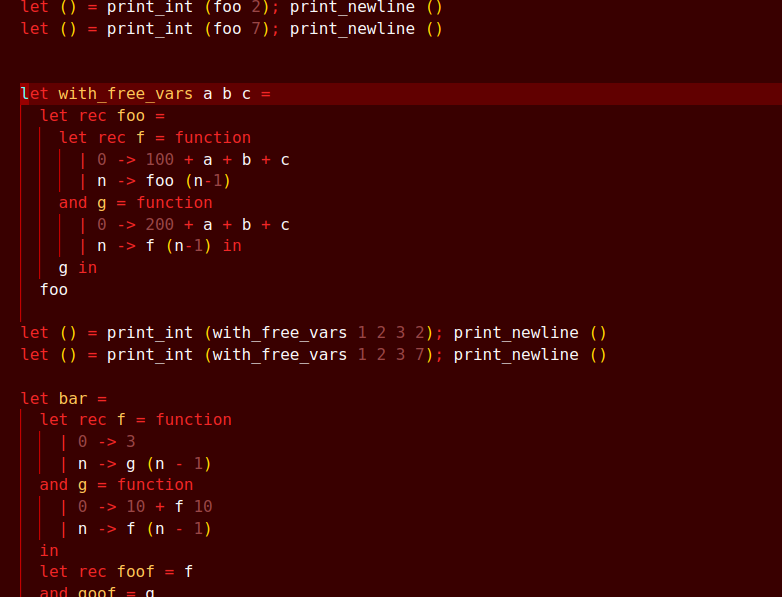 let () = print_int (foo 2); print_newline ()
let () = print_int (foo 7); print_newline ()
let with_free_vars a b c =
let rec foo =
let rec f = function
| 0 -> 100 + a + b + c
| n -> foo (n-1)
and g = function
| 0 -> 200 + a + b + c
| n -> f (n-1) in
g in
foo
let () = print_int (with_free_vars 1 2 3 2); print_newline ()
let () = print_int (with_free_vars 1 2 3 7); print_newline ()
let bar =
let rec f = function
| 0 -> 3
| n -> g (n - 1)
and g = function
| 0 -> 10 + f 10
| n -> f (n - 1)
in
let rec foof = f
and goof = g